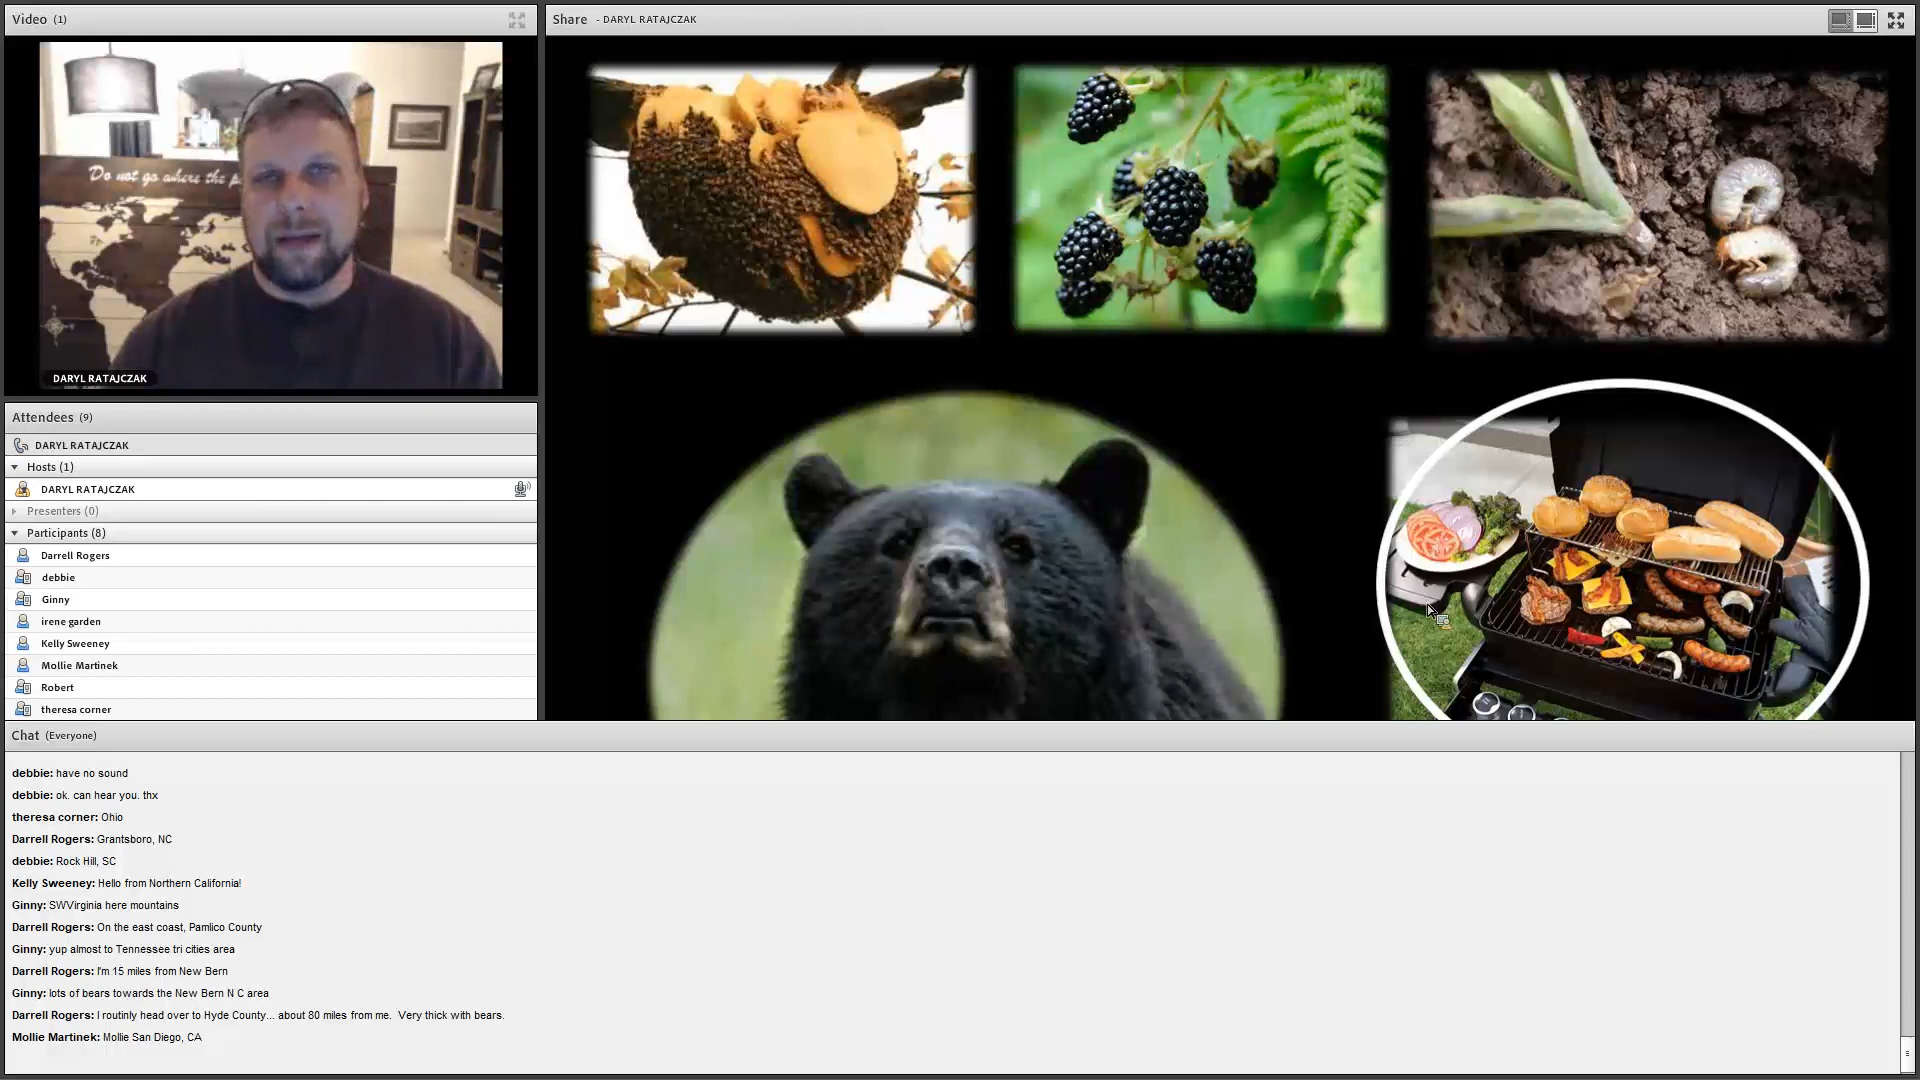 Video (1)
Do not go where the p
DARYL RATAJCZAK
Share - DARYL RATAJCZAK
Attendees (9)
DARYL RATAJCZAK
Hosts (1)
DARYL RATAJCZAK
Presenters (0)
Participants (8)
Darrell Rogers
debbie
Ginny
irene garden
Kelly Sweeney
Mollie Martinek
Robert
theresa corner
Chat (Everyone)
debbie: have no sound
debbie: ok. can hear you. thx
theresa corner: Ohio
Darrell Rogers: Grantsboro, NC
debbie: Rock Hill, SC
Kelly Sweeney: Hello from Northern California!
Ginny: SWVirginia here mountains
Darrell Rogers: On the east coast, Pamlico County
Ginny: yup almost to Tennessee tri cities area
Darrell Rogers: I'm 15 miles from New Bern
Ginny: lots of bears towards the New Bern N C area
Darrell Rogers: I routinly head over to Hyde County... about 80 miles from me. Very thick with bears.
Mollie Martinek: Mollie San Diego, CA